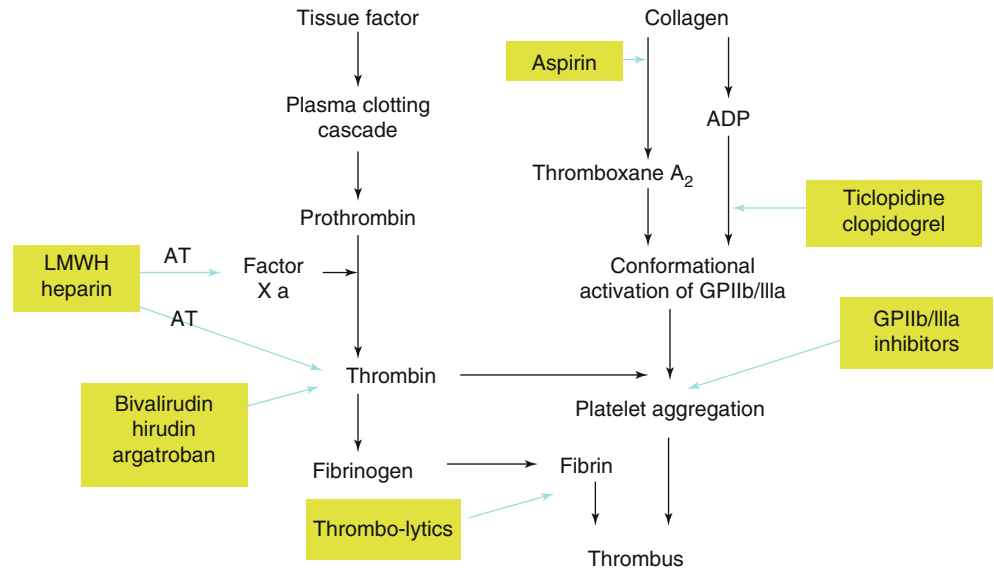 Tissue factor
Collagen
Aspirin
Plasma clotting
cascade
ADP
Thromboxane A2
Ticlopidine
clopidogrel
Prothrombin
LMWH
heparin
AT
Factor
X a
Conformational
activation of GPIIb/IIIa
AT
GPIIb/IIIa
inhibitors
Thrombin
Bivalirudin
hirudin
argatroban
Platelet aggregation
Fibrinogen
Fibrin
Thrombo-lytics
Thrombus